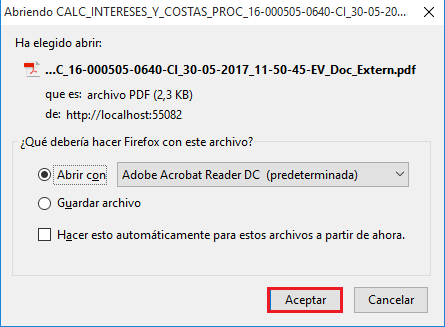 Abriendo CALC_INTERESES_Y_COSTAS_PROC_16-000505-0640-CI_30-05-20...
Ha elegido abrir:
...C_16-000505-0640-CI_30-05-2017_11-50-45-EV_Doc_Extern.pdf
que es: archivo PDF (2,3 KB)
de: http://localhost:55082
¿Qué debería hacer Firefox con este archivo?
Abrir con Adobe Acrobat Reader DC (predeterminada)
Guardar archivo
Hacer esto automáticamente para estos archivos a partir de ahora.
Aceptar Cancelar